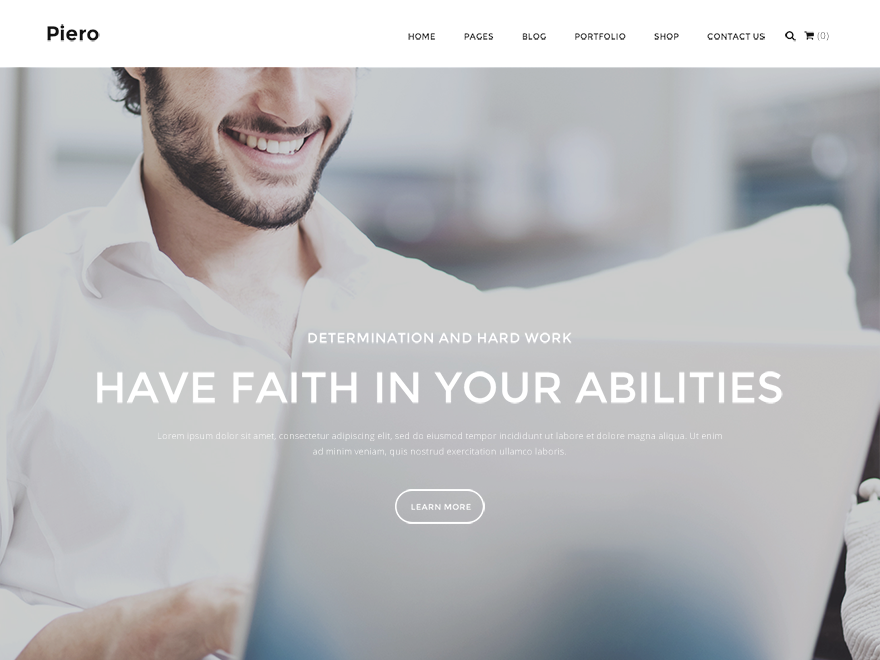 Piero
HOME PAGES BLOG PORTFOLIO SHOP CONTACT US (0)
DETERMINATION AND HARD WORK
HAVE FAITH IN YOUR ABILITIES
Lorem ipsum dolor sit amet, consectetur adipiscing elit, sed do eiusmod tempor incididunt ut labore et dolore magna aliqua. Ut enim
ad minim veniam, quis nostrud exercitation ullamco laboris.
LEARN MORE